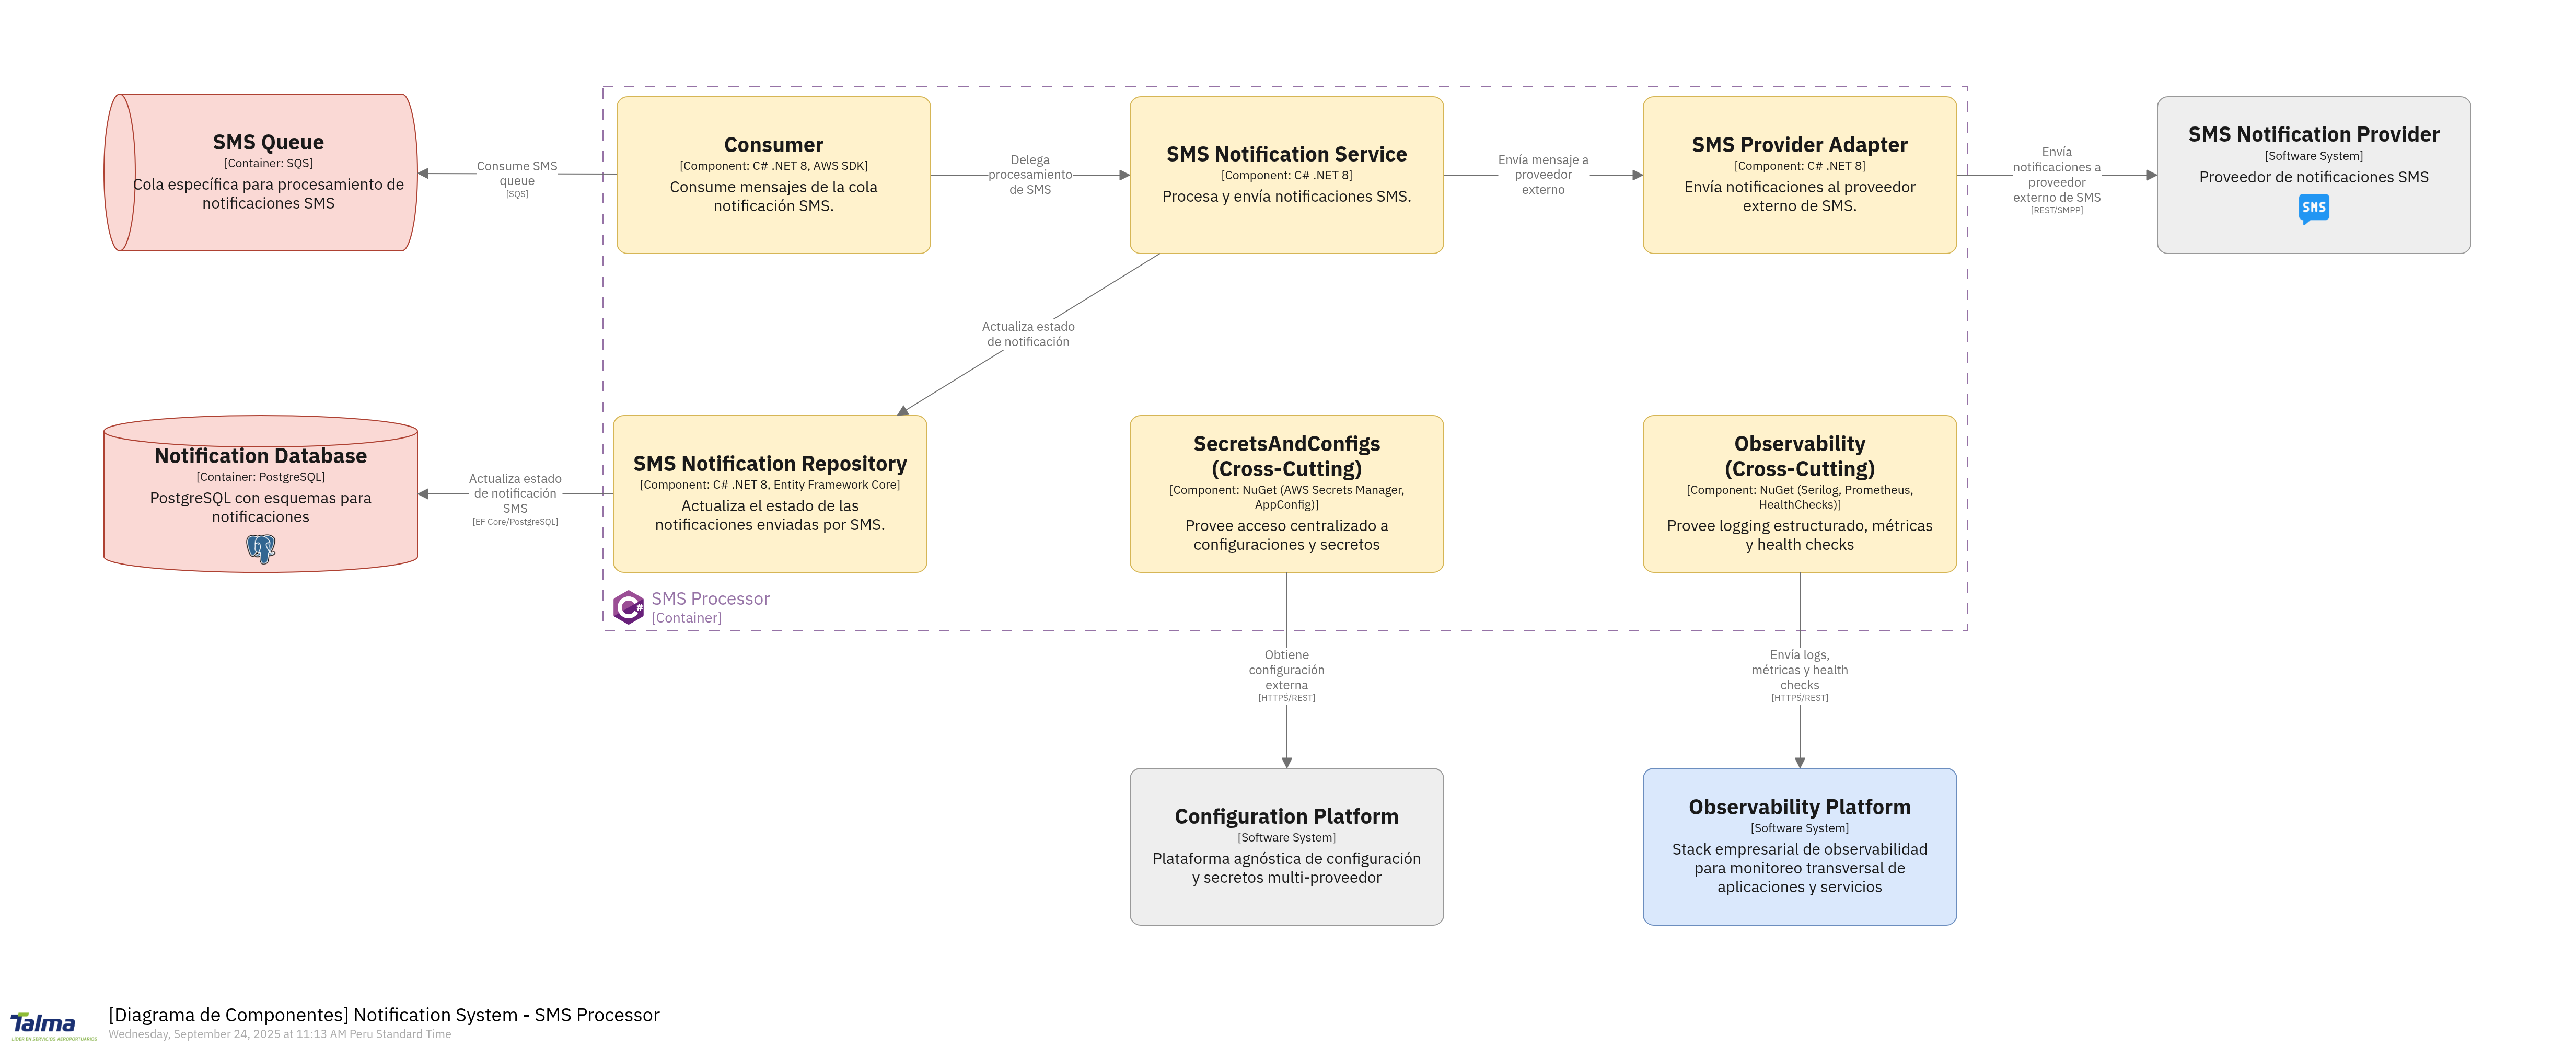 SMS Queue
[Container: SQS]
Cola específica para procesamiento de
notificaciones SMS
Consume SMS
queue
[SQS]
Consumer
[Component: C# .NET 8, AWS SDK]
Consume mensajes de la cola
notificación SMS.
Delega
procesamiento
de SMS
SMS Notification Service
[Component: C# .NET 8]
Procesa y envía notificaciones SMS.
Envía mensaje a
proveedor
externo
SMS Provider Adapter
[Component: C# .NET 8]
Envía notificaciones al proveedor
externo de SMS.
Envía
notificaciones a
proveedor
externo de SMS
[REST/SMPP]
SMS Notification Provider
[Software System]
Proveedor de notificaciones SMS
SMS
Actualiza estado
de notificación
Notification Database
[Container: PostgreSQL]
PostgreSQL con esquemas para
notificaciones
Actualiza estado
de notificación
SMS
[EF Core/PostgreSQL]
SMS Notification Repository
[Component: C# .NET 8, Entity Framework Core]
Actualiza el estado de las
notificaciones enviadas por SMS.
SecretsAndConfigs
(Cross-Cutting)
[Component: NuGet (AWS Secrets Manager,
AppConfig)]
Provee acceso centralizado a
configuraciones y secretos
Observability
(Cross-Cutting)
[Component: NuGet (Serilog, Prometheus,
HealthChecks)]
Provee logging estructurado, métricas
y health checks
C#
SMS Processor
[Container]
Obtiene
configuración
externa
[HTTPS/REST]
Envía logs,
métricas y health
checks
[HTTPS/REST]
Configuration Platform
[Software System]
Plataforma agnóstica de configuración
y secretos multi-proveedor
Observability Platform
[Software System]
Stack empresarial de observabilidad
para monitoreo transversal de
aplicaciones y servicios
Talma
LÍDER EN SERVICIOS AEROPORTUARIOS
[Diagrama de Componentes] Notification System - SMS Processor
Wednesday, September 24, 2025 at 11:13 AM Peru Standard Time